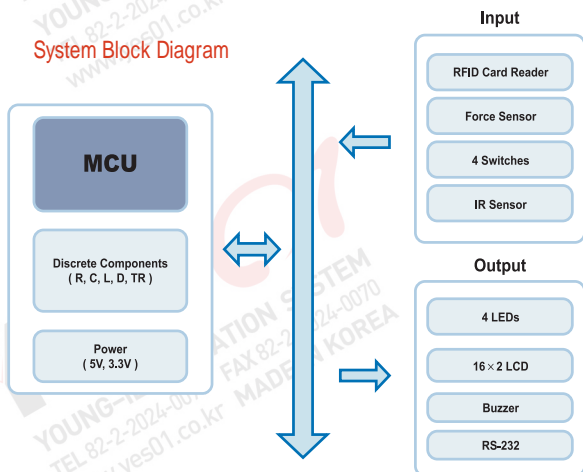 System Block Diagram
MCU
Discrete Components
( R, C, L, D, TR )
Power
( 5V, 3.3V )
Input
RFID Card Reader
Force Sensor
4 Switches
IR Sensor
Output
4 LEDs
16×2 LCD
Buzzer
RS-232